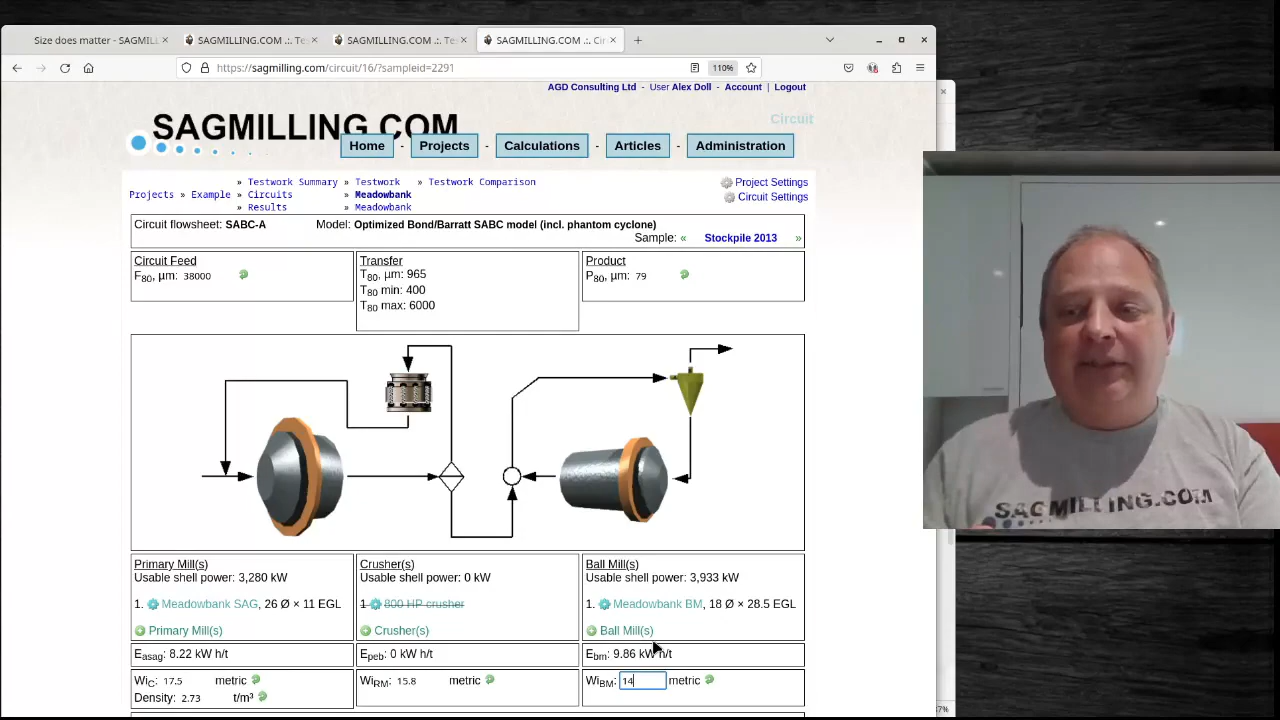 Size does matter - SAGMILL
SAGMILLING.COM .:. Te
SAGMILLING.COM .:. Te
SAGMILLING.COM .:. Cir
https://sagmilling.com/circuit/16/?sampleid=2291
110%
AGD Consulting Ltd - User Alex Doll - Account | Logout
SAGMILLING.COM
Circuit
Home - Projects - Calculations - Articles - Administration
» Testwork Summary » Testwork » Testwork Comparison
Projects » Example » Circuits » Meadowbank
» Results » Meadowbank
Project Settings
Circuit Settings
Circuit flowsheet: SABC-A Model: Optimized Bond/Barratt SABC model (incl. phantom cyclone)
Sample: « Stockpile 2013 »
Circuit Feed
F80, µm: 38000
Transfer
T80, µm: 965
T80 min: 400
T80 max: 6000
Product
P80, µm: 79
Primary Mill(s)
Usable shell power: 3,280 kW
1. Meadowbank SAG, 26 Ø × 11 EGL
Primary Mill(s)
Crusher(s)
Usable shell power: 0 kW
1 800 HP crusher
Crusher(s)
Ball Mill(s)
Usable shell power: 3,933 kW
1. Meadowbank BM, 18 Ø × 28.5 EGL
Ball Mill(s)
Easag: 8.22 kW h/t
Epeb: 0 kW h/t
Ebm: 9.86 kW h/t
WiC: 17.5 metric
Density: 2.73 t/m³
WiRM: 15.8 metric
WiBM: 14 metric
7%
SAGMILLING.COM